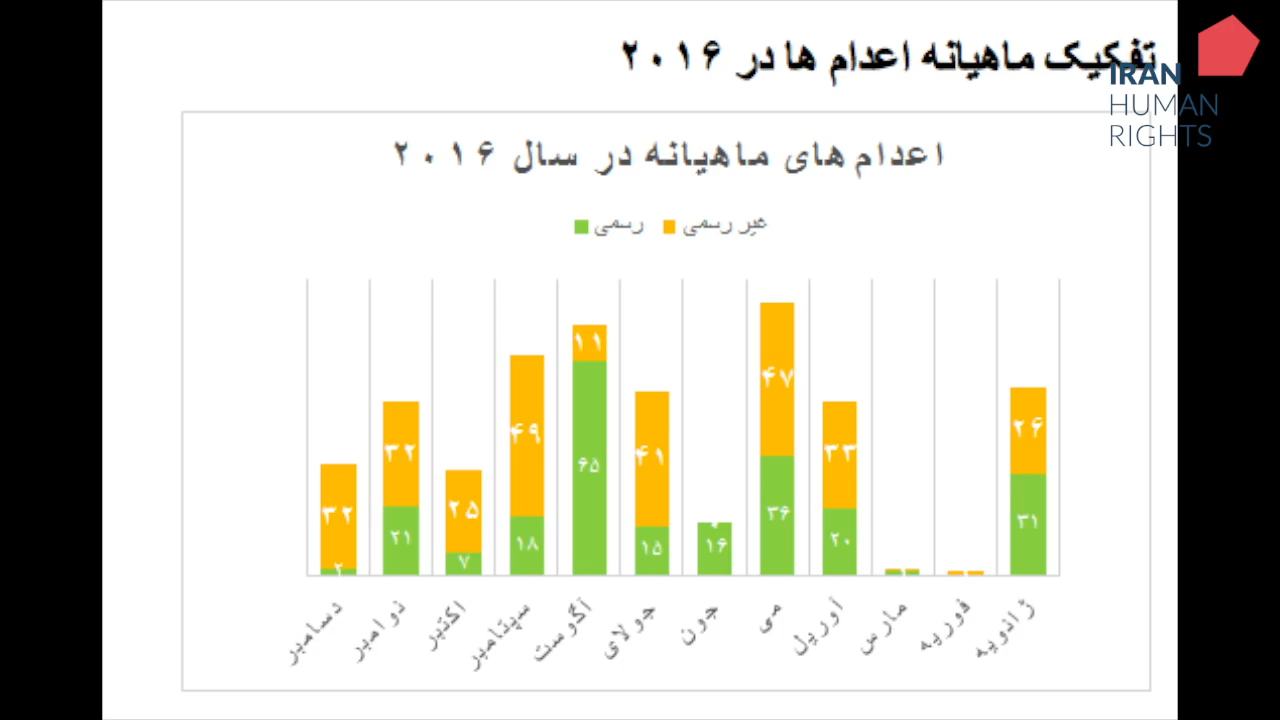 تفکیک ماهیانه اعدام ها در ۲۰۱۶
IRAN
HUMAN
RIGHTS
اعدام های ماهیانه در سال ۲۰۱۶
رسمی غیر رسمی
۱۱
۴۷
۲۶
۳۲
۴۹
۴۱
۳۳
۳۲
۲۵
۶۵
۳۶
۳۱
۲۱
۱۸
۱۵
۱۶
۲۰
۲
۷
ژانویه فوریه مارس آوریل می جون جولای آگوست سپتامبر اکتبر نوامبر دسامبر